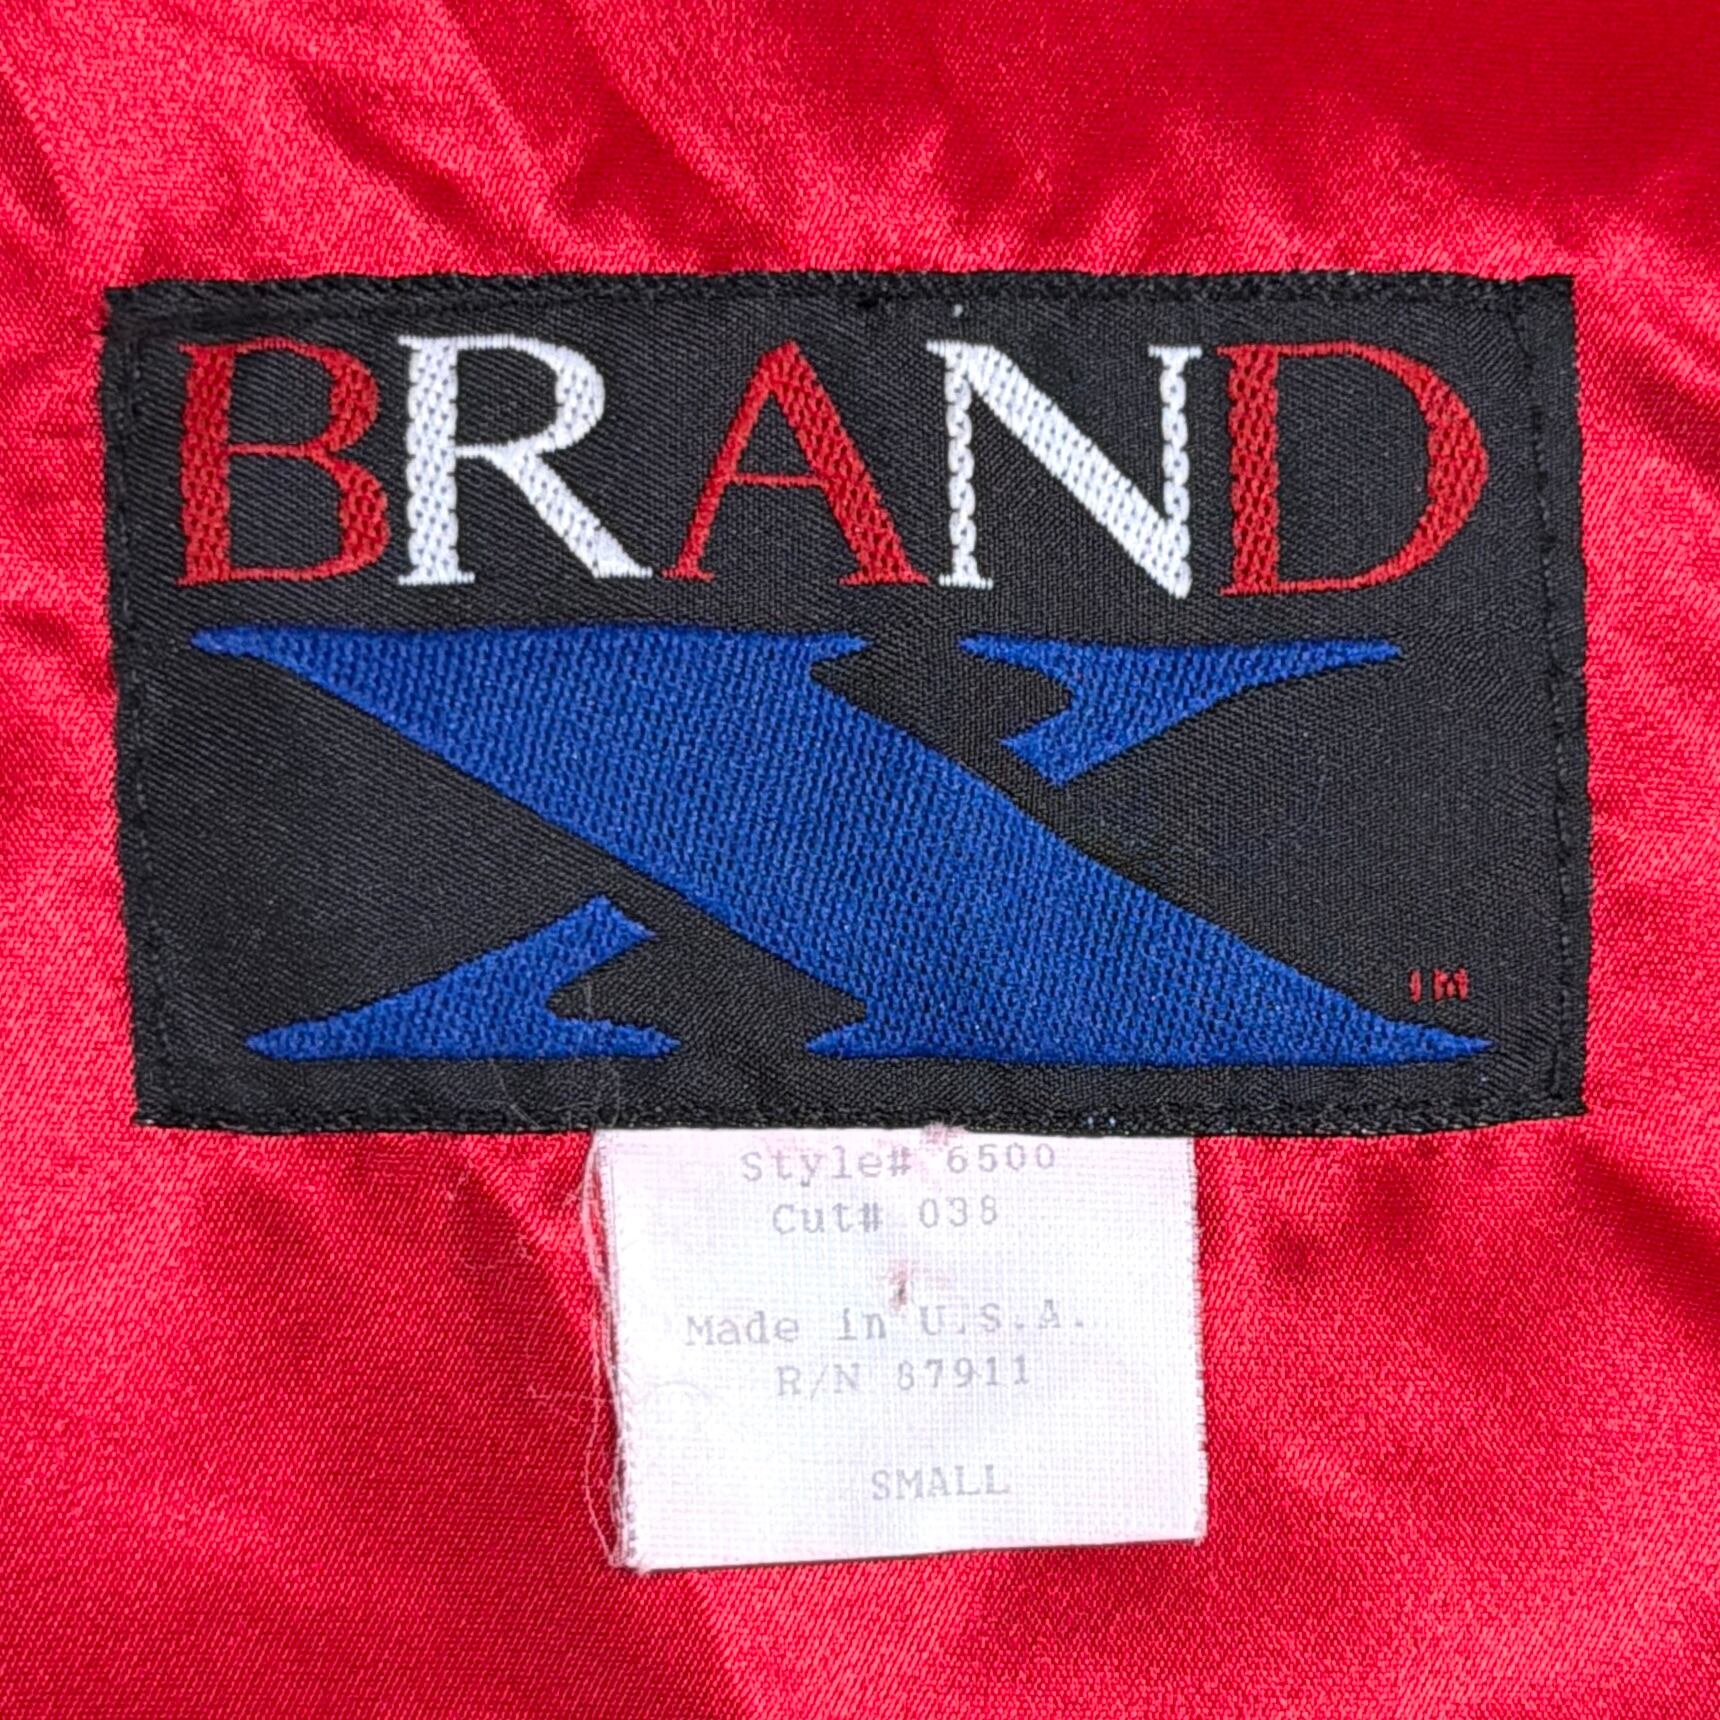 BRAND
X
TM
Style# 6500
Cut# 038
Made in U.S.A.
R/N 87911
SMALL